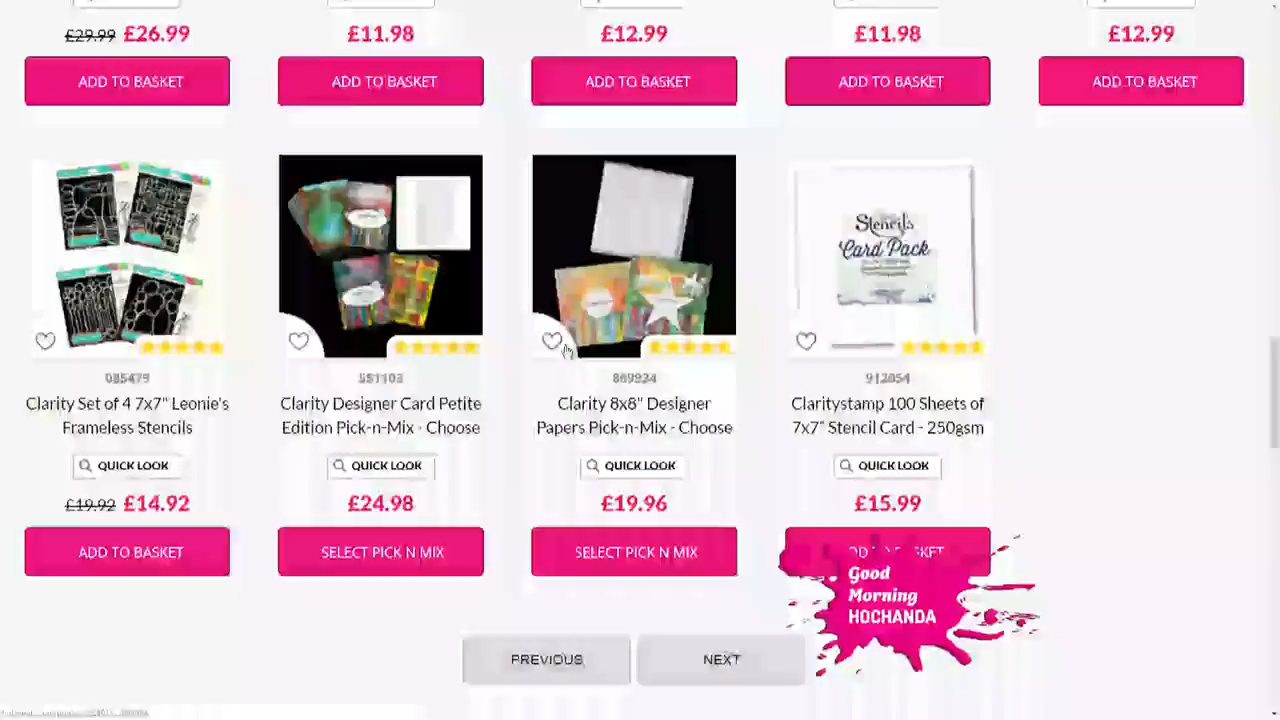 £29.99 £26.99 £11.98 £12.99 £11.98 £12.99
ADD TO BASKET ADD TO BASKET ADD TO BASKET ADD TO BASKET ADD TO BASKET
Stencils
Card Pack
085479 551103 869924 912054
Clarity Set of 4 7x7" Leonie's Clarity Designer Card Petite Clarity 8x8" Designer Claritystamp 100 Sheets of
Frameless Stencils Edition Pick-n-Mix - Choose Papers Pick-n-Mix - Choose 7x7" Stencil Card - 250gsm
QUICK LOOK QUICK LOOK QUICK LOOK QUICK LOOK
£19.92 £14.92 £24.98 £19.96 £15.99
ADD TO BASKET SELECT PICK N MIX SELECT PICK N MIX
Good
Morning
HOCHANDA
PREVIOUS NEXT